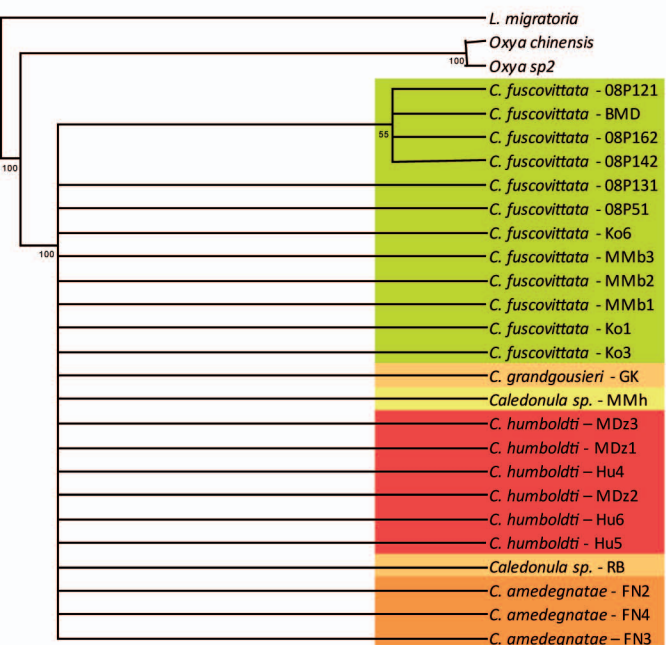 L. migratoria
Oxya chinensis
100
Oxya sp2
C. fuscovittata - 08P121
C. fuscovittata - BMD
55
C. fuscovittata - 08P162
C. fuscovittata - 08P142
100
C. fuscovittata - 08P131
C. fuscovittata - 08P51
C. fuscovittata - Ko6
100
C. fuscovittata - MMb3
C. fuscovittata - MMb2
C. fuscovittata - MMb1
C. fuscovittata - Ko1
C. fuscovittata - Ko3
C. grandgousieri - GK
Caledonula sp. - MMh
C. humboldti – MDz3
C. humboldti - MDz1
C. humboldti – Hu4
C. humboldti – MDz2
C. humboldti – Hu6
C. humboldti - Hu5
Caledonula sp. - RB
C. amedegnatae - FN2
C. amedegnatae - FN4
C. amedegnatae – FN3